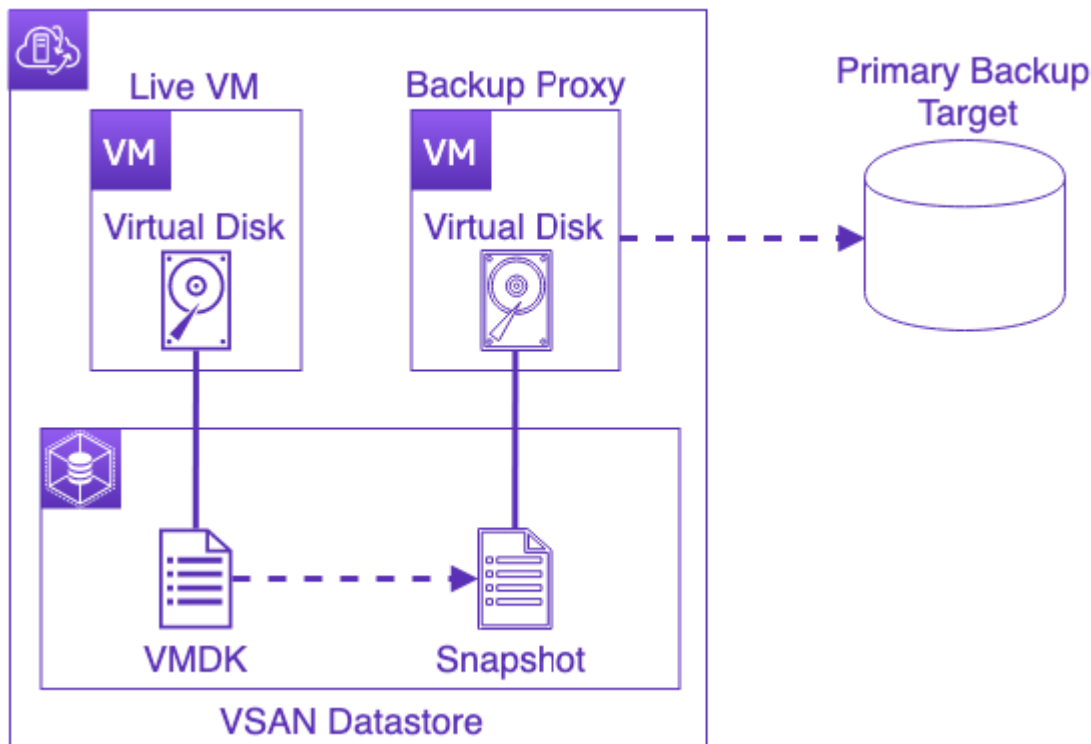 Live VM
Backup Proxy
Primary Backup
Target
VM
VM
Virtual Disk
Virtual Disk
VMDK
Snapshot
VSAN Datastore